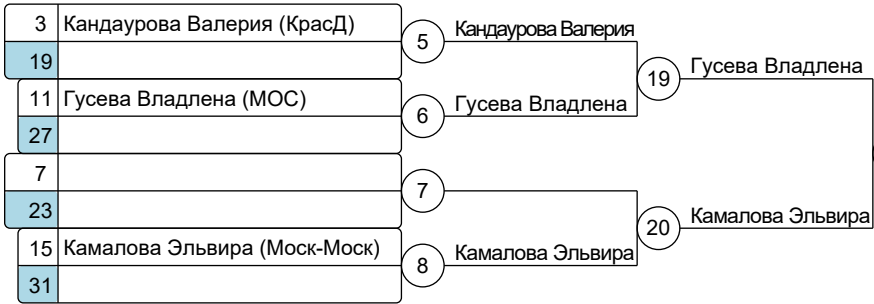 3 Кандаурова Валерия (КрасД)
19
5 Кандаурова Валерия
11 Гусева Владлена (МОС)
27
6 Гусева Владлена
19 Гусева Владлена
7
23
7
15 Камалова Эльвира (Моск-Моск)
31
8 Камалова Эльвира
20 Камалова Эльвира